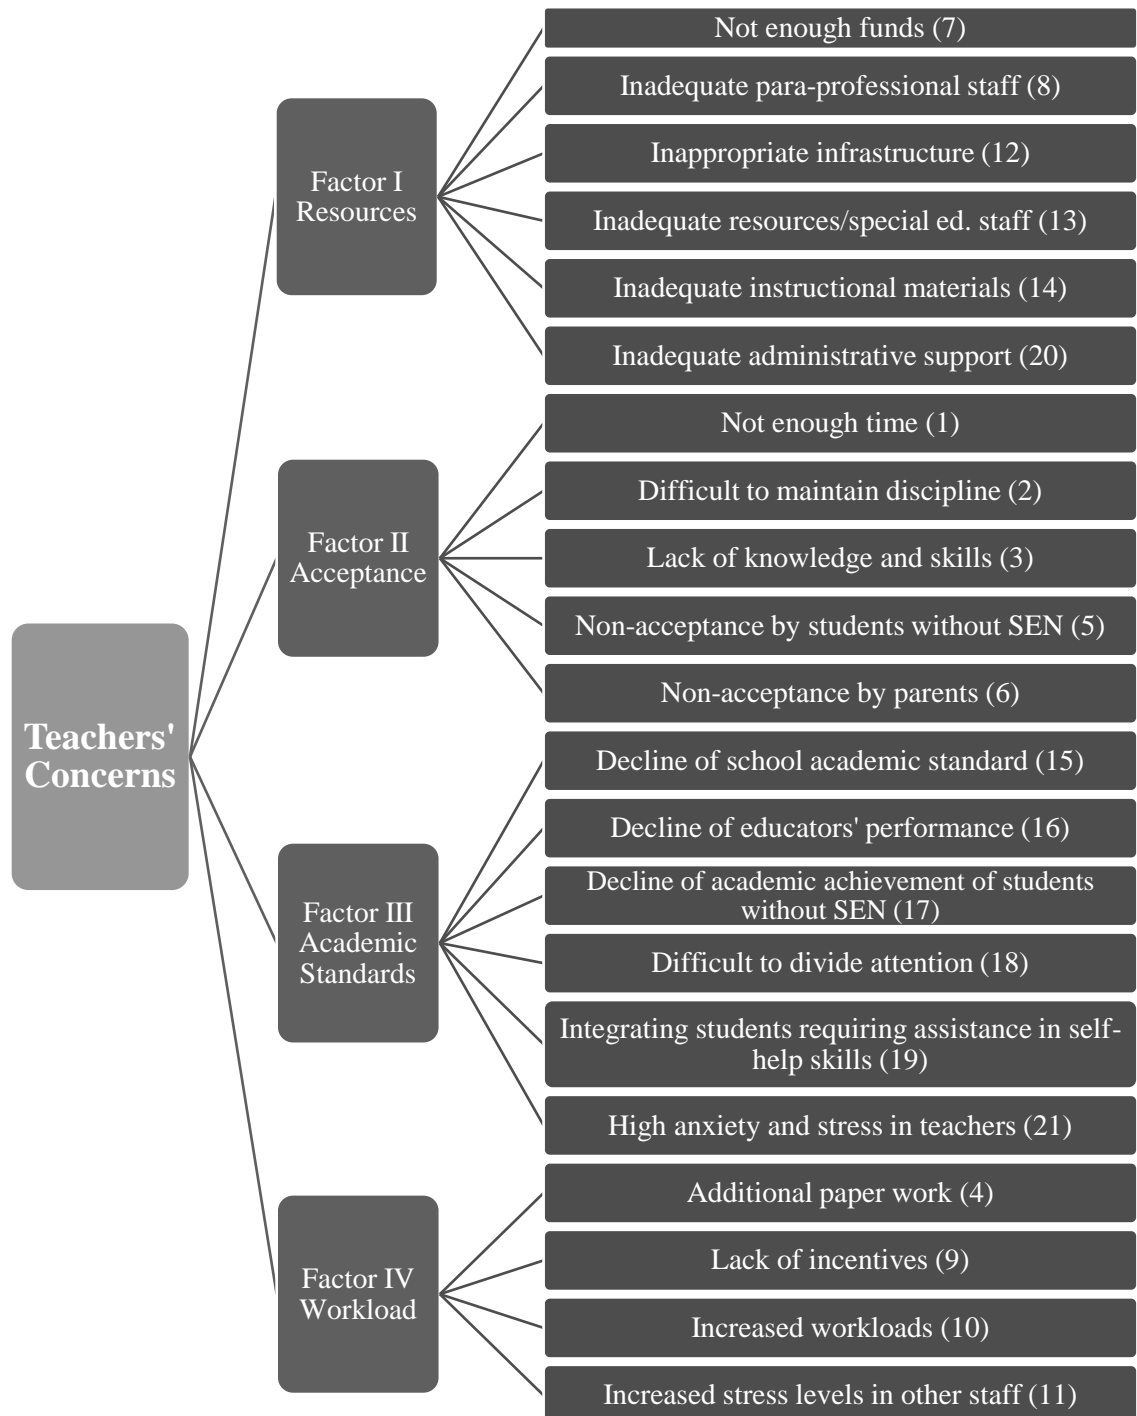 Teachers'
Concerns
Factor I
Resources
Not enough funds (7)
Inadequate para-professional staff (8)
Inappropriate infrastructure (12)
Inadequate resources/special ed. staff (13)
Inadequate instructional materials (14)
Inadequate administrative support (20)
Factor II
Acceptance
Not enough time (1)
Difficult to maintain discipline (2)
Lack of knowledge and skills (3)
Non-acceptance by students without SEN (5)
Non-acceptance by parents (6)
Factor III
Academic
Standards
Decline of school academic standard (15)
Decline of educators' performance (16)
Decline of academic achievement of students
without SEN (17)
Difficult to divide attention (18)
Integrating students requiring assistance in self-
help skills (19)
High anxiety and stress in teachers (21)
Factor IV
Workload
Additional paper work (4)
Lack of incentives (9)
Increased workloads (10)
Increased stress levels in other staff (11)